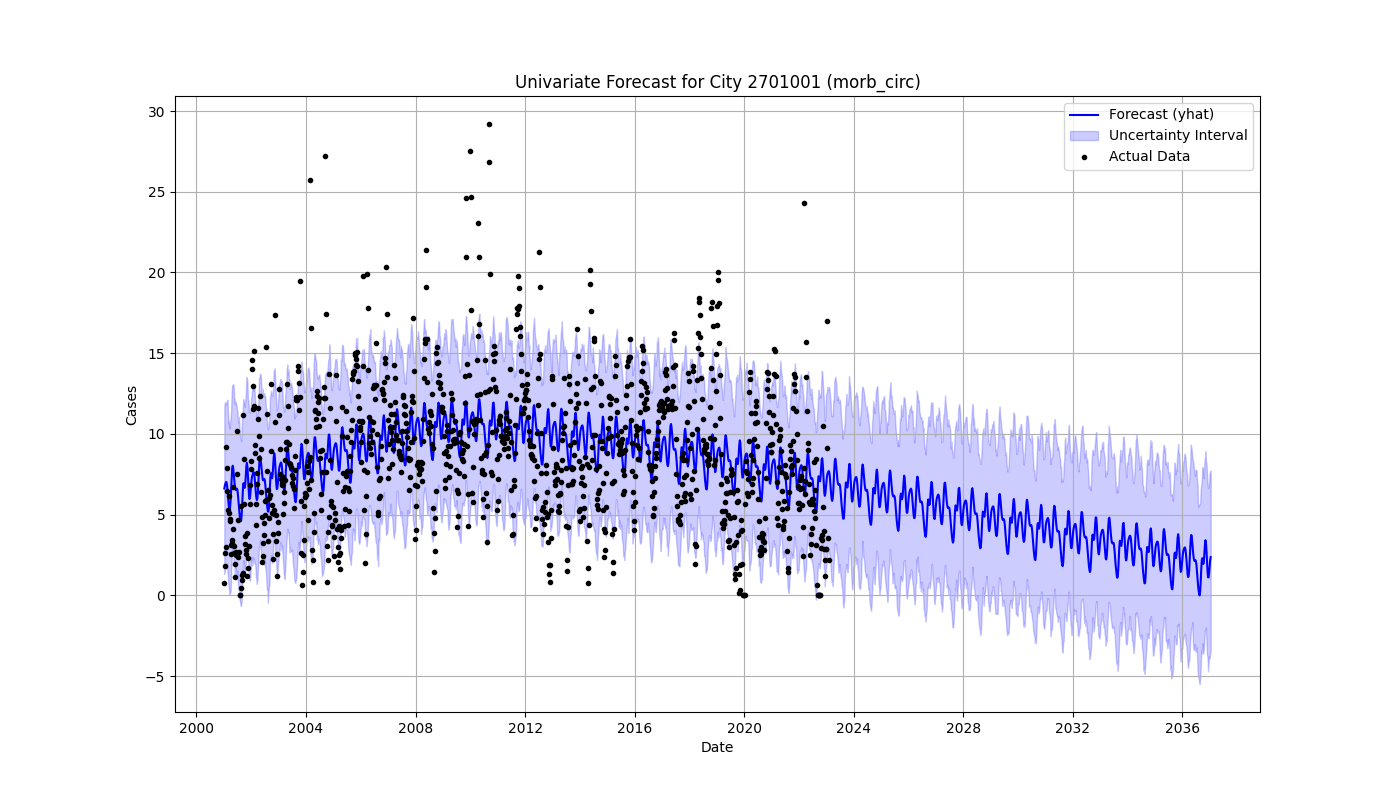 Univariate Forecast for City 2701001 (morb_circ)
Forecast (yhat)
Uncertainty Interval
Actual Data
Cases
30
25
20
15
10
5
0
−5
2000 2004 2008 2012 2016 2020 2024 2028 2032 2036
Date